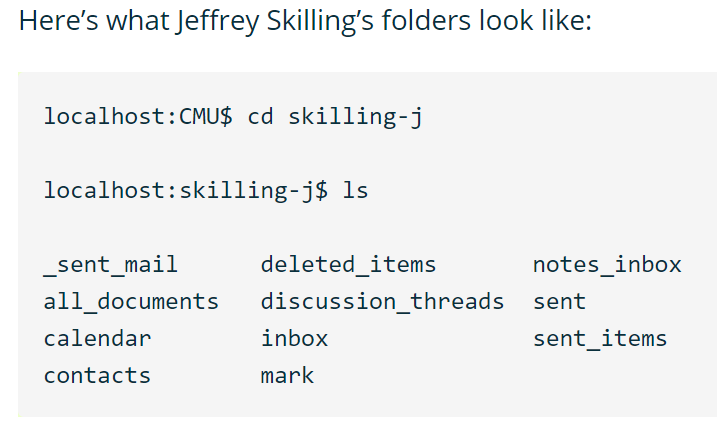 Here’s what Jeffrey Skilling’s folders look like:
localhost:CMU$ cd skilling-j
localhost:skilling-j$ ls
_sent_mail deleted_items notes_inbox
all_documents discussion_threads sent
calendar inbox sent_items
contacts mark